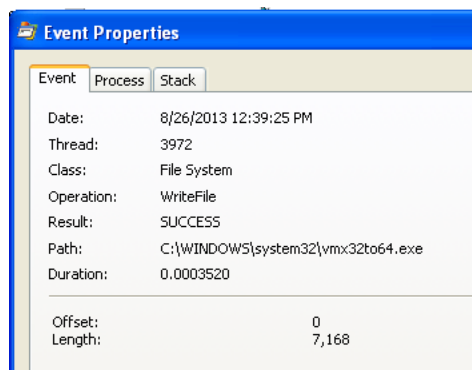 Event Properties
Event Process Stack
Date: 8/26/2013 12:39:25 PM
Thread: 3972
Class: File System
Operation: WriteFile
Result: SUCCESS
Path: C:\WINDOWS\system32\vmx32to64.exe
Duration: 0.0003520
Offset: 0
Length: 7,168